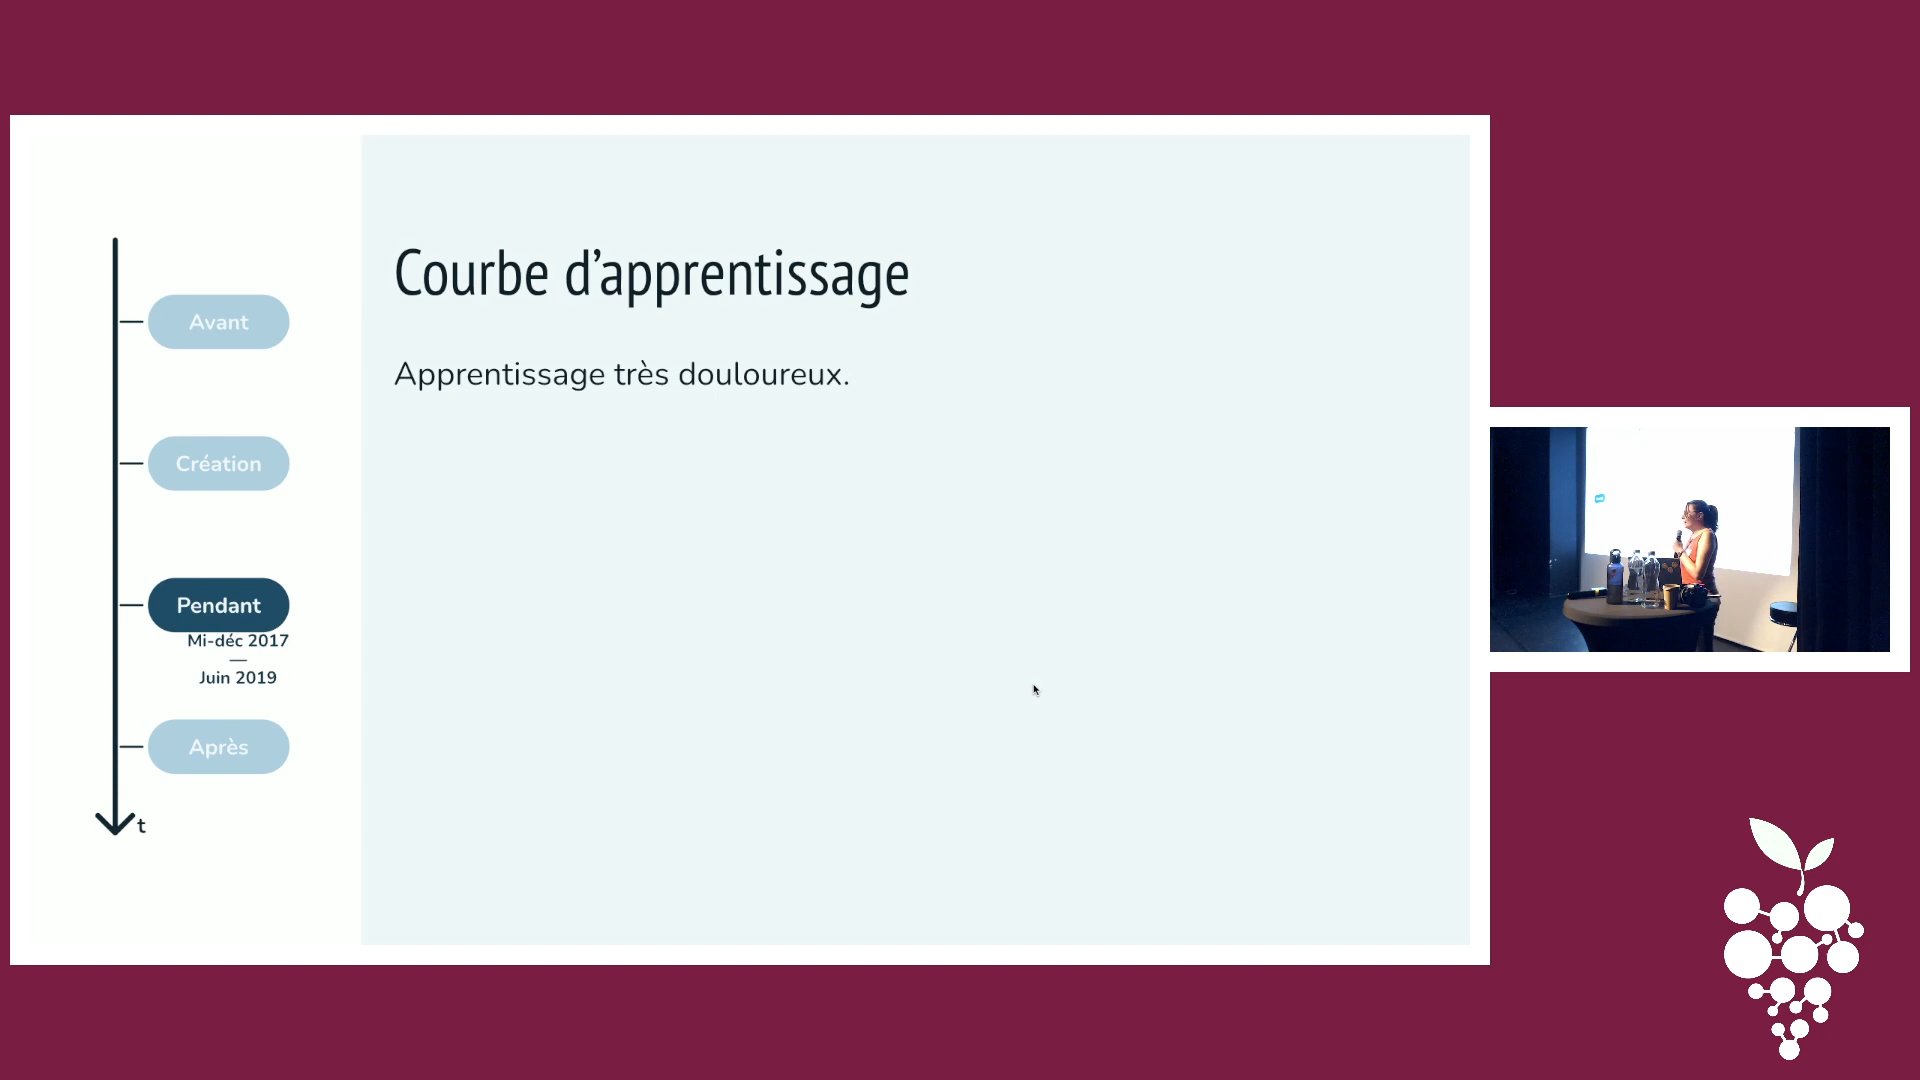 Courbe d’apprentissage
Apprentissage très douloureux.
Avant
Création
Pendant
Mi-déc 2017
—
Juin 2019
Après
t